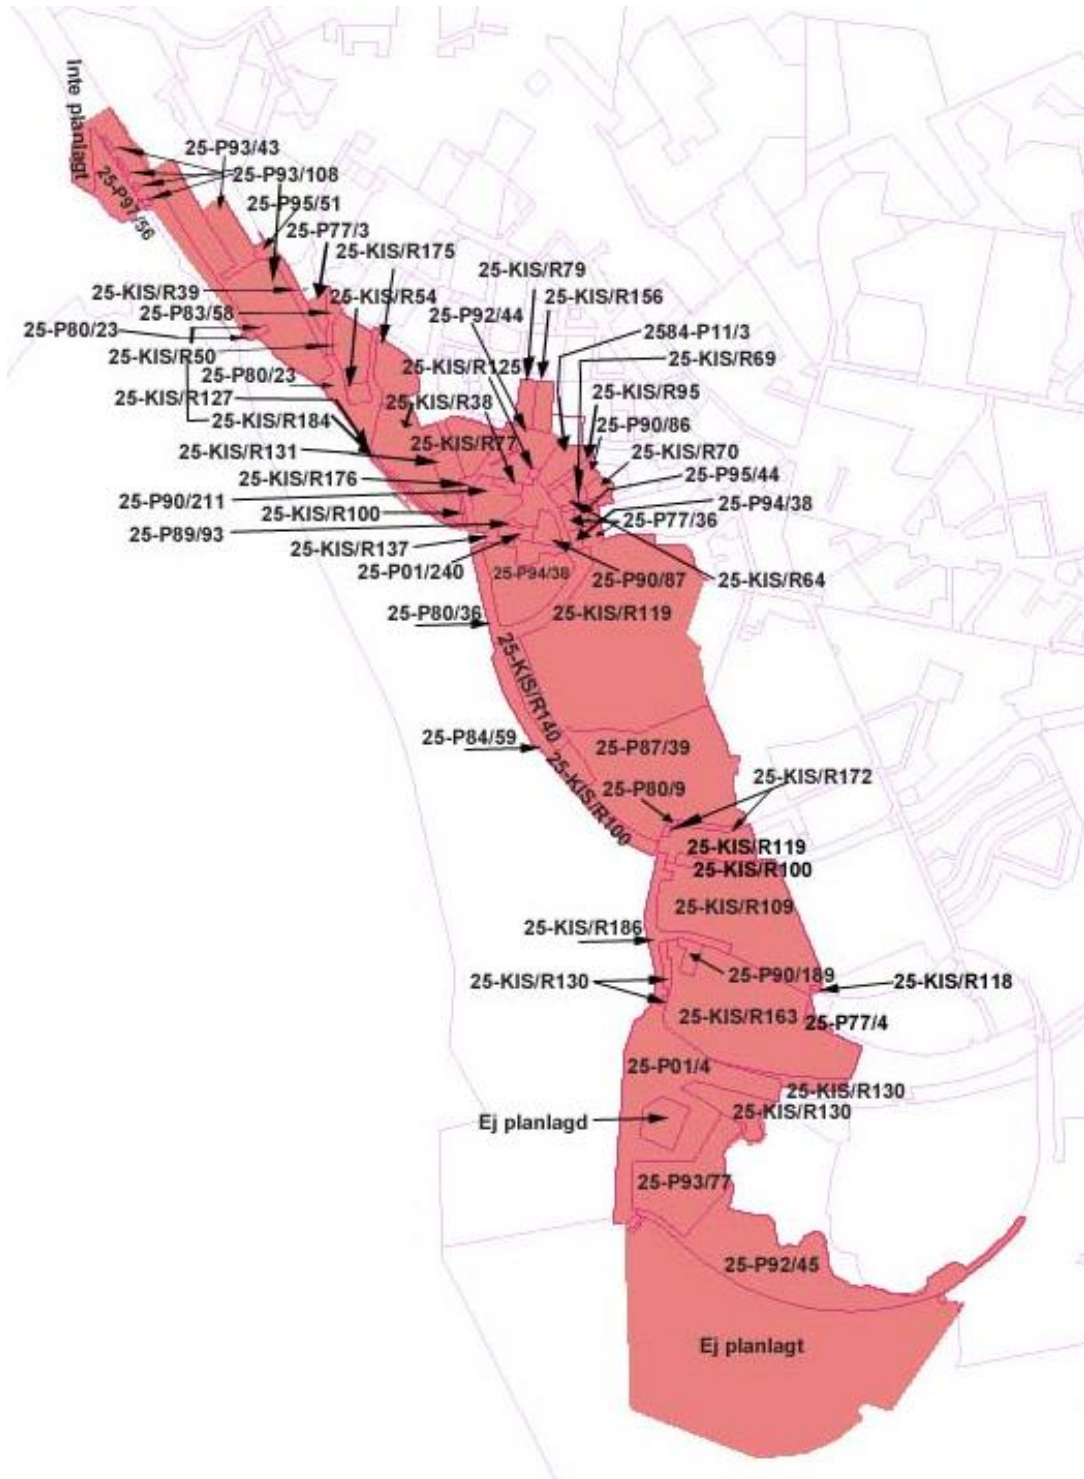 Inte planlagt
25-P93/43
25-P93/108
25-P97/56
25-P95/51
25-P77/3
25-KIS/R175
25-KIS/R79
25-KIS/R39
25-KIS/R54
25-KIS/R156
25-P83/58
25-P92/44
25-P80/23
2584-P11/3
25-KIS/R50
25-KIS/R125
25-KIS/R69
25-P80/23
25-KIS/R127
25-KIS/R38
25-KIS/R95
25-KIS/R184
25-P90/86
25-KIS/R77
25-KIS/R131
25-KIS/R70
25-KIS/R176
25-P95/44
25-P90/211
25-P94/38
25-KIS/R100
25-P77/36
25-P89/93
25-KIS/R137
25-P01/240
25-P94/38
25-P90/87
25-KIS/R64
25-P80/36
25-KIS/R119
25-KIS/R140
25-P84/59
25-P87/39
25-KIS/R172
25-P80/9
25-KIS/R100
25-KIS/R119
25-KIS/R100
25-KIS/R109
25-KIS/R186
25-P90/189
25-KIS/R130
25-KIS/R118
25-KIS/R163
25-P77/4
25-P01/4
25-KIS/R130
25-KIS/R130
Ej planlagd
25-P93/77
25-P92/45
Ej planlagt